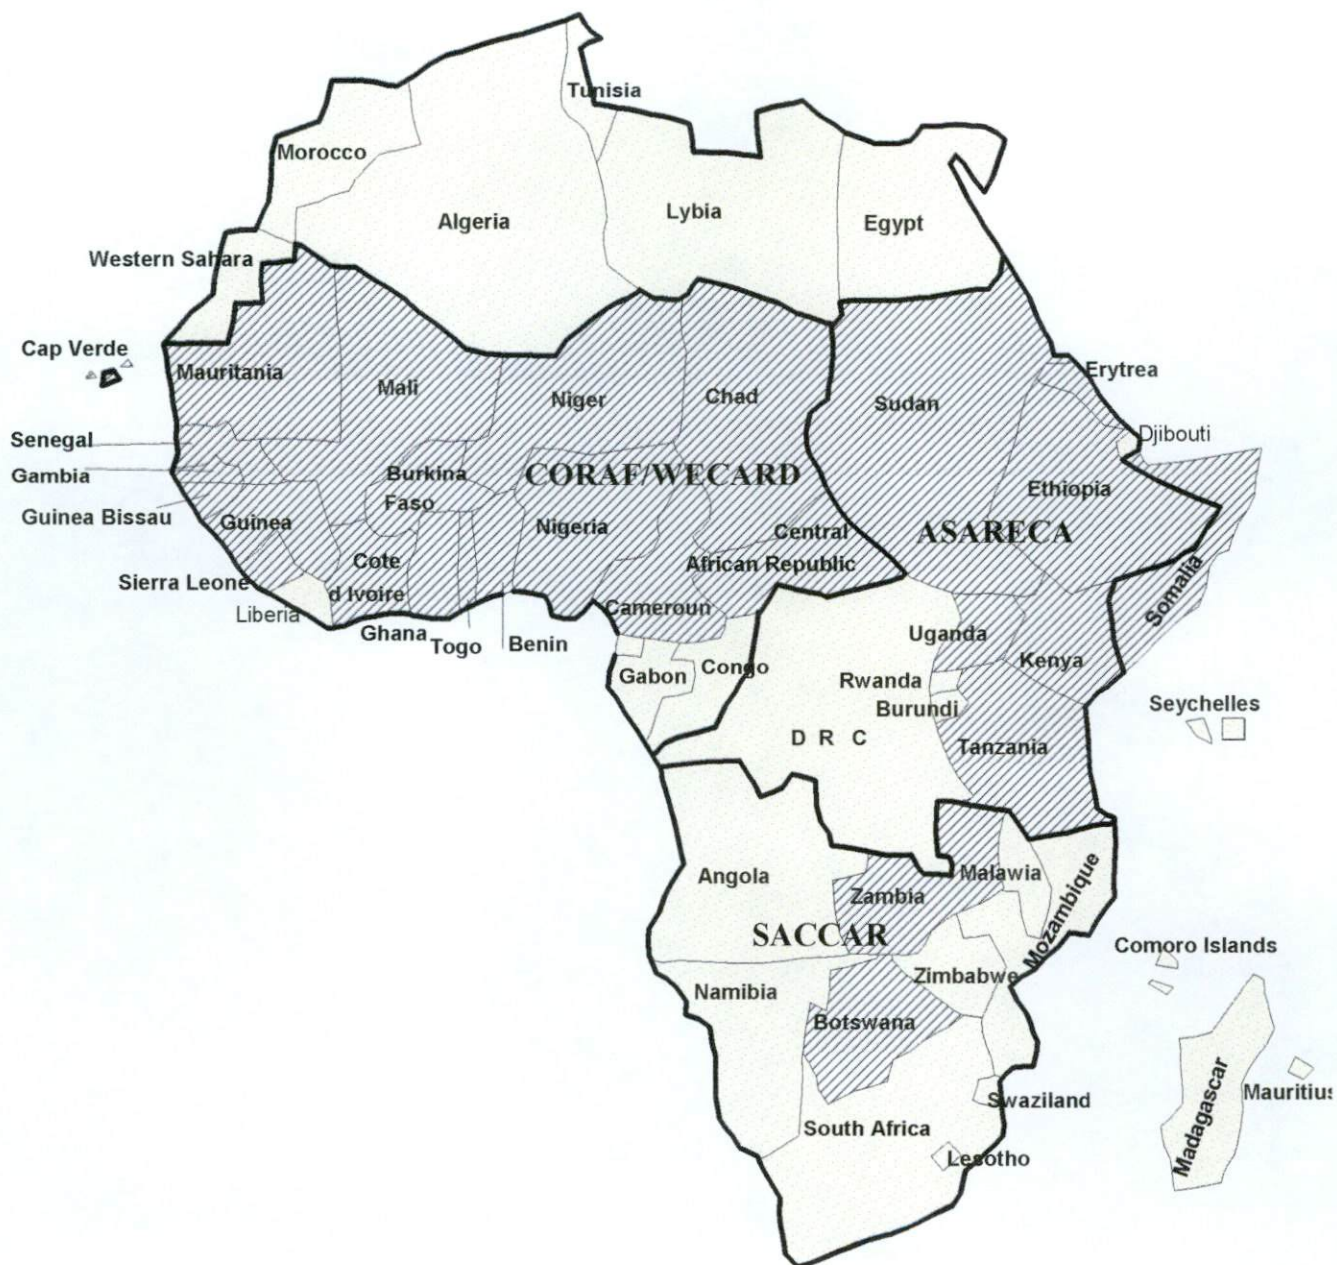 Tunisia
Morocco
Algeria
Lybia
Egypt
Western Sahara
Cap Verde
Mauritania
Mali
Niger
Chad
Sudan
Erytrea
Djibouti
Senegal
Gambia
Burkina
Faso
CORAF/WECARD
Ethiopia
Guinea Bissau
Guinea
Nigeria
Central
African Republic
ASARECA
Cote
d Ivoire
Sierra Leone
Liberia
Ghana
Togo
Benin
Cameroun
Somalia
Uganda
Kenya
Gabon
Congo
Rwanda
Burundi
Seychelles
D R C
Tanzania
Angola
Zambia
Malawia
Mozambique
SACCAR
Comoro Islands
Namibia
Zimbabwe
Botswana
Swaziland
Madagascar
Mauritius
South Africa
Lesotho